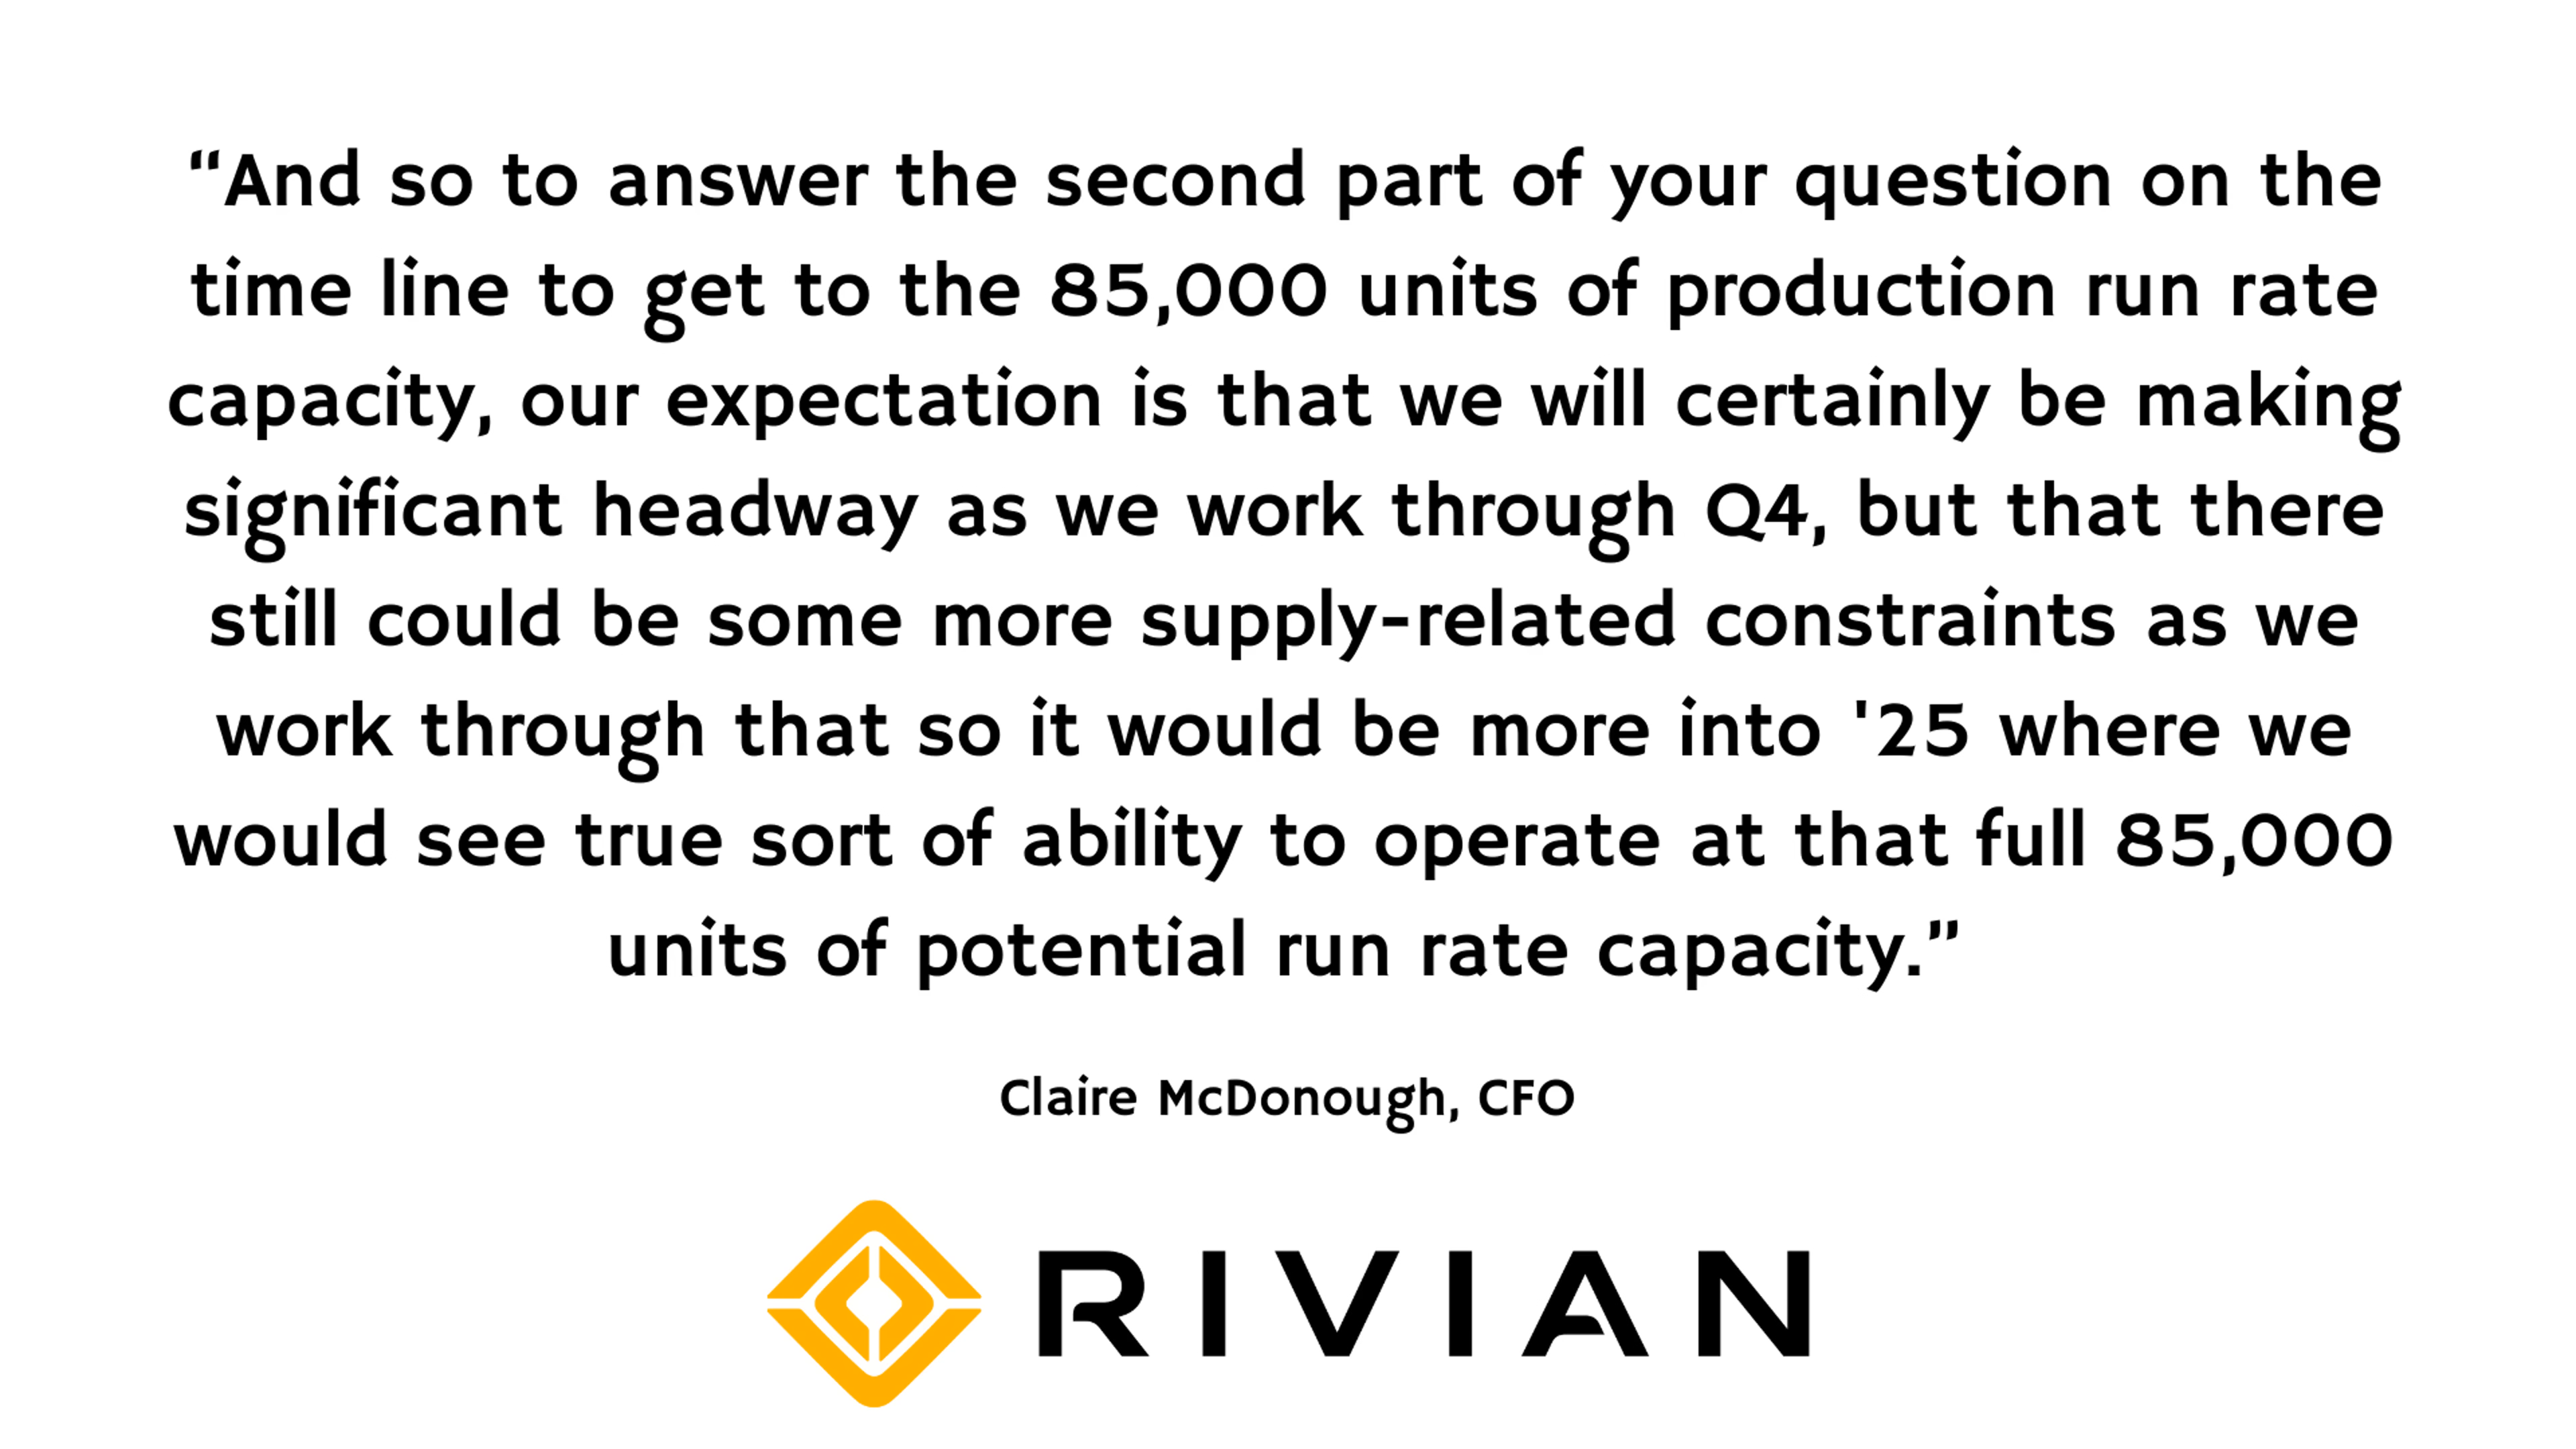 “And so to answer the second part of your question on the
time line to get to the 85,000 units of production run rate
capacity, our expectation is that we will certainly be making
significant headway as we work through Q4, but that there
still could be some more supply-related constraints as we
work through that so it would be more into '25 where we
would see true sort of ability to operate at that full 85,000
units of potential run rate capacity.”
Claire McDonough, CFO
RIVIAN